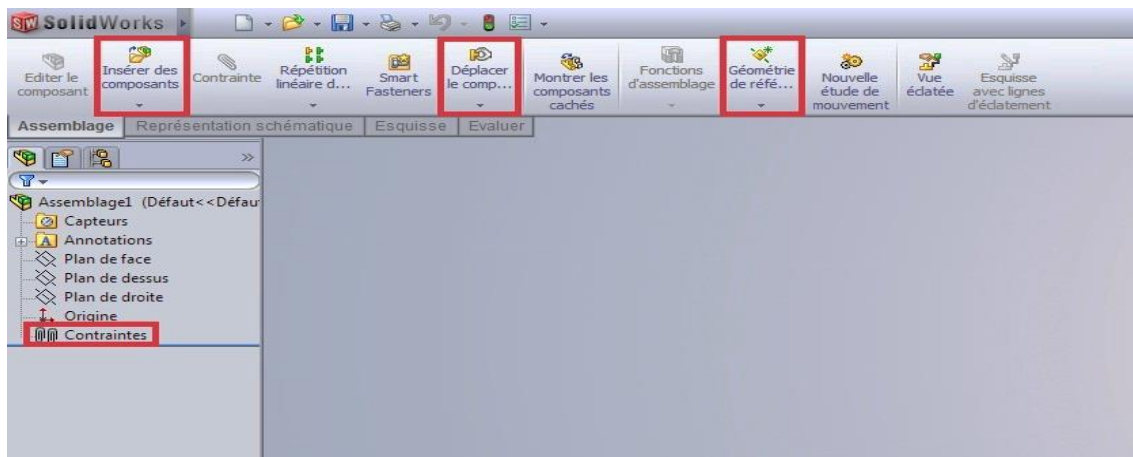 SW SolidWorks
Editer le composant
Insérer des composants
Contrainte
Répétition linéaire d...
Smart Fasteners
Déplacer le comp...
Montrer les composants cachés
Fonctions d'assemblage
Géométrie de réfé...
Nouvelle étude de mouvement
Vue éclatée
Esquisse avec lignes d'éclatement
Assemblage Représentation schématique Esquisse Evaluer
Assemblage1 (Défaut<<Défau
Capteurs
A Annotations
Plan de face
Plan de dessus
Plan de droite
Origine
Contraintes